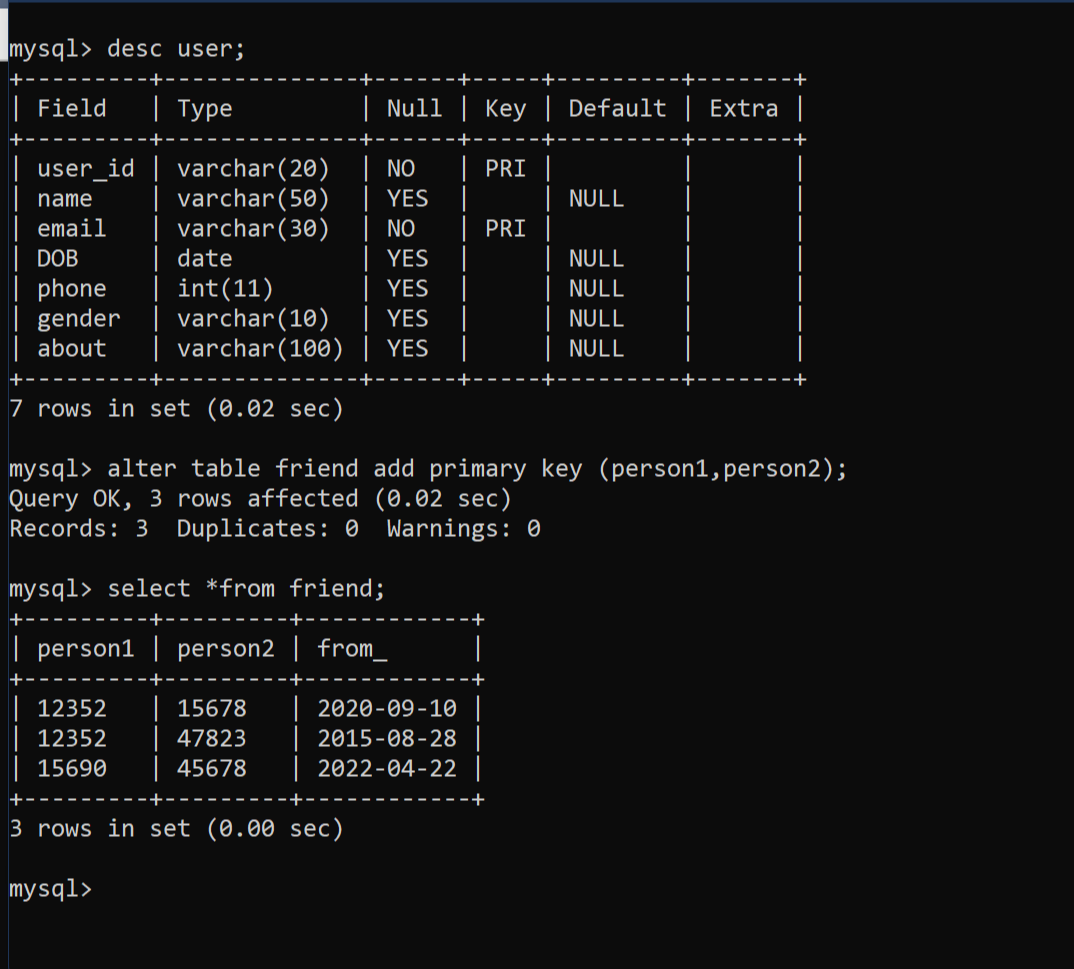 mysql> desc user;
+---------+--------------+------+-----+---------+-------+
| Field   | Type         | Null | Key | Default | Extra |
+---------+--------------+------+-----+---------+-------+
| user_id | varchar(20)  | NO   | PRI |         |       |
| name    | varchar(50)  | YES  |     | NULL    |       |
| email   | varchar(30)  | NO   | PRI |         |       |
| DOB     | date         | YES  |     | NULL    |       |
| phone   | int(11)      | YES  |     | NULL    |       |
| gender  | varchar(10)  | YES  |     | NULL    |       |
| about   | varchar(100) | YES  |     | NULL    |       |
+---------+--------------+------+-----+---------+-------+
7 rows in set (0.02 sec)

mysql> alter table friend add primary key (person1,person2);
Query OK, 3 rows affected (0.02 sec)
Records: 3  Duplicates: 0  Warnings: 0

mysql> select *from friend;
+---------+---------+------------+
| person1 | person2 | from_      |
+---------+---------+------------+
| 12352   | 15678   | 2020-09-10 |
| 12352   | 47823   | 2015-08-28 |
| 15690   | 45678   | 2022-04-22 |
+---------+---------+------------+
3 rows in set (0.00 sec)

mysql>